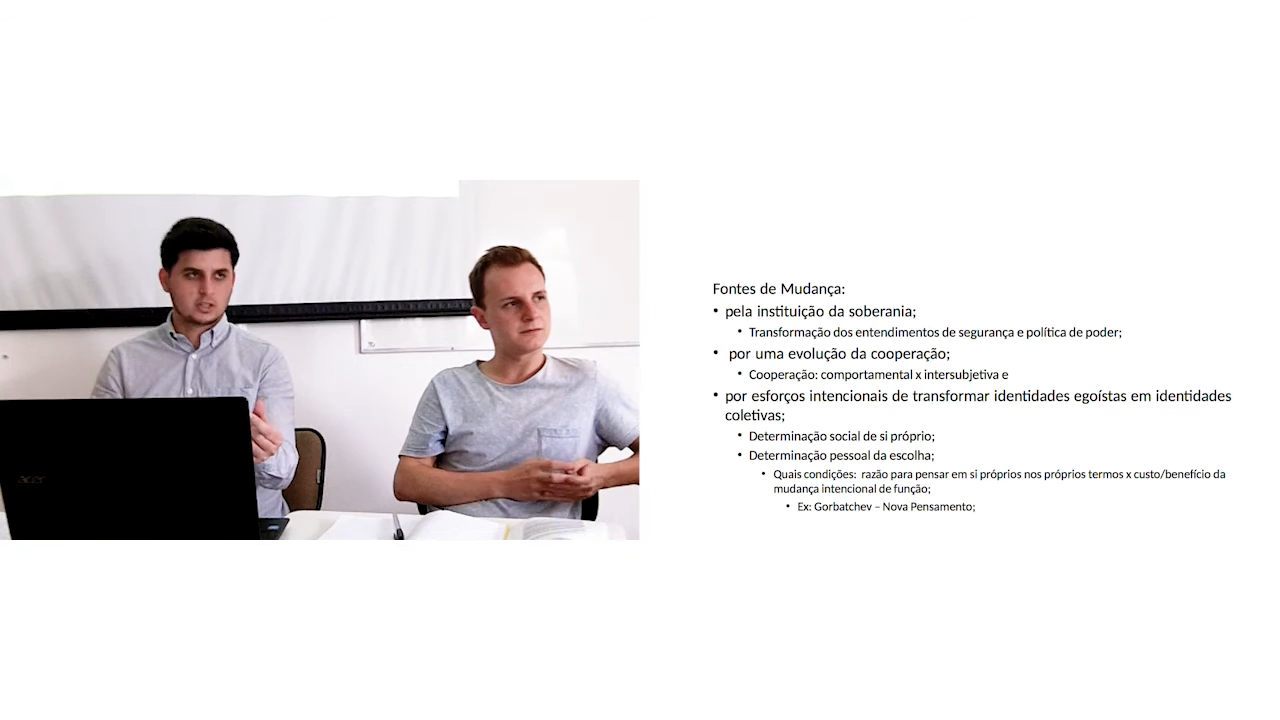 acer
Fontes de Mudança:
• pela instituição da soberania;
• Transformação dos entendimentos de segurança e política de poder;
• por uma evolução da cooperação;
• Cooperação: comportamental x intersubjetiva e
• por esforços intencionais de transformar identidades egoístas em identidades
coletivas;
• Determinação social de si próprio;
• Determinação pessoal da escolha;
• Quais condições: razão para pensar em si próprios nos próprios termos x custo/benefício da
mudança intencional de função;
• Ex: Gorbatchev – Nova Pensamento;